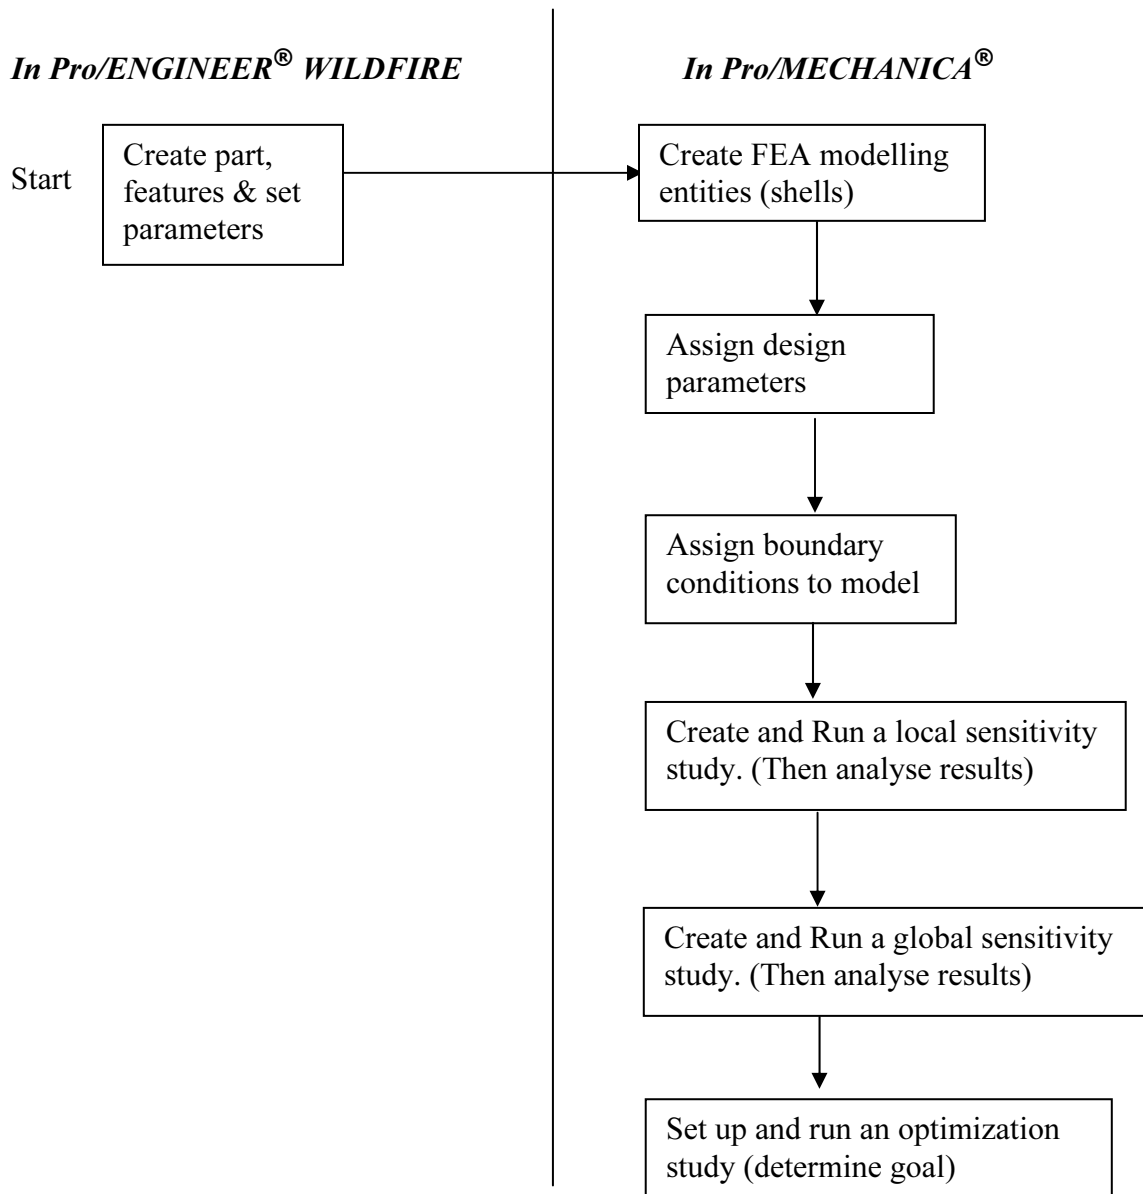 In Pro/ENGINEER® WILDFIRE
In Pro/MECHANICA®
Start
Create part,
features & set
parameters
Create FEA modelling
entities (shells)
Assign design
parameters
Assign boundary
conditions to model
Create and Run a local sensitivity
study. (Then analyse results)
Create and Run a global sensitivity
study. (Then analyse results)
Set up and run an optimization
study (determine goal)